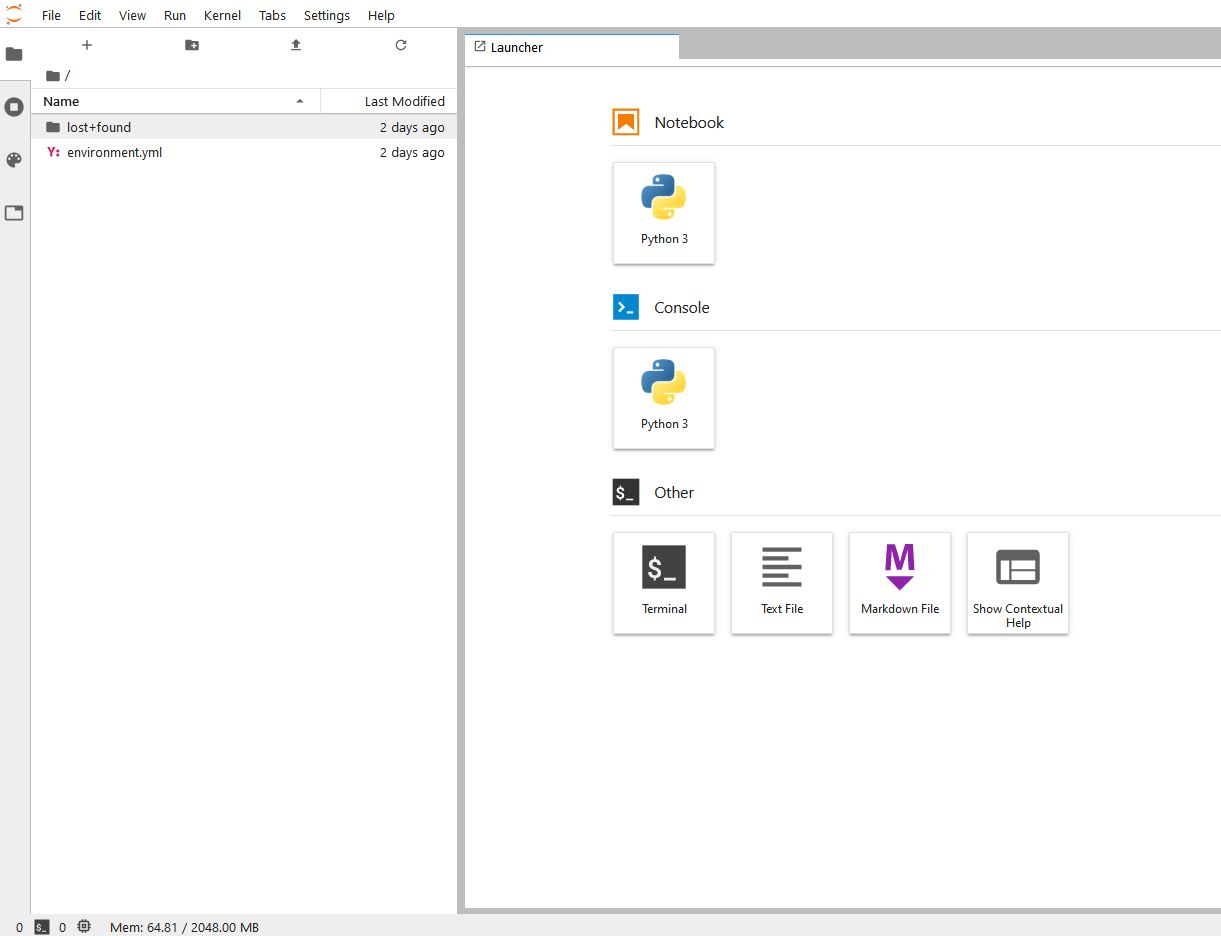 File Edit View Run Kernel Tabs Settings Help
/
Name Last Modified
lost+found 2 days ago
Y: environment.yml 2 days ago
Launcher
Notebook
Python 3
Console
Python 3
$_ Other
$_
Terminal
Text File
M
Markdown File
Show Contextual
Help
0 $_ 0 Mem: 64.81 / 2048.00 MB